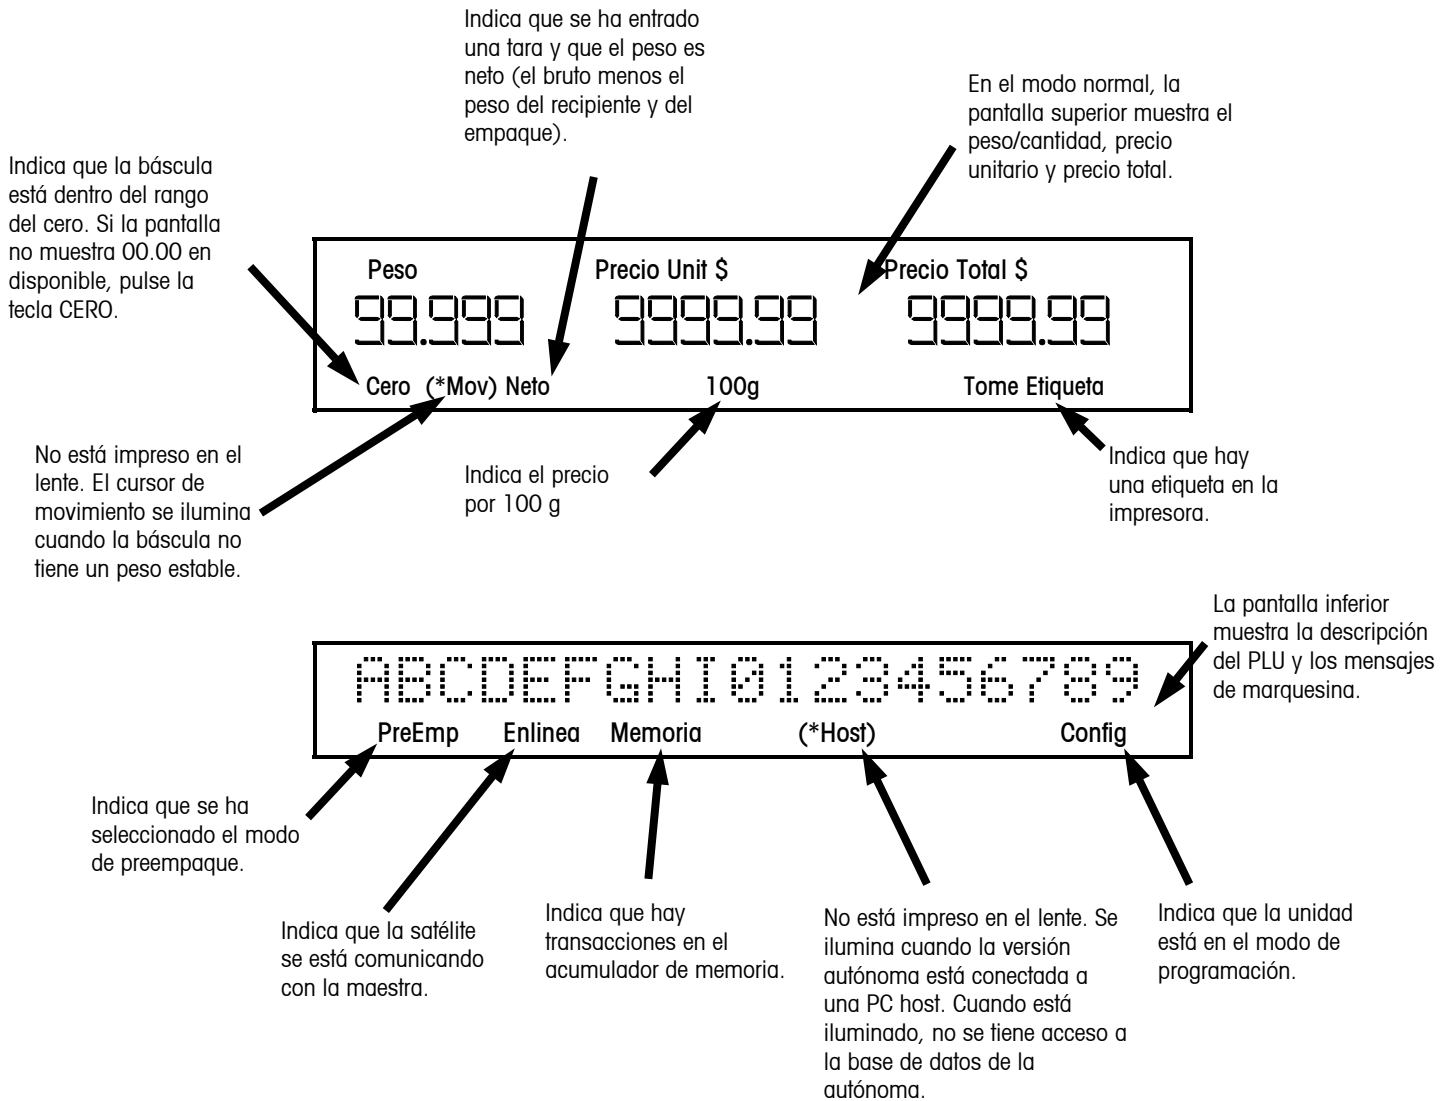 Indica que se ha entrado
una tara y que el peso es
neto (el bruto menos el
peso del recipiente y del
empaque).
En el modo normal, la
pantalla superior muestra el
peso/cantidad, precio
unitario y precio total.
Indica que la báscula
está dentro del rango
del cero. Si la pantalla
no muestra 00.00 en
disponible, pulse la
tecla CERO.
Peso Precio Unit $ Precio Total $
99.999 9999.99 9999.99
Cero (*Mov) Neto 100g Tome Etiqueta
No está impreso en el
lente. El cursor de
movimiento se ilumina
cuando la báscula no
tiene un peso estable.
Indica el precio
por 100 g
Indica que hay
una etiqueta en la
impresora.
La pantalla inferior
muestra la descripción
del PLU y los mensajes
de marquesina.
ABCDEFGHI0123456789
PreEmp Enlinea Memoria (*Host) Config
Indica que se ha
seleccionado el modo
de preempaque.
Indica que la satélite
se está comunicando
con la maestra.
Indica que hay
transacciones en el
acumulador de memoria.
No está impreso en el lente. Se
ilumina cuando la versión
autónoma está conectada a
una PC host. Cuando está
iluminado, no se tiene acceso a
la base de datos de la
autónoma.
Indica que la unidad
está en el modo de
programación.